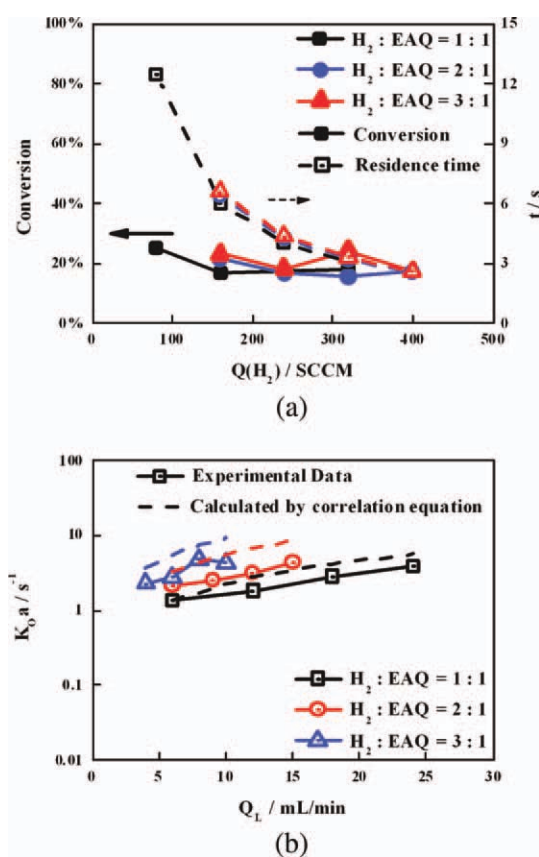 100%
80%
60%
40%
20%
0%
Conversion
15
12
9
6
3
0
t / s
H2 : EAQ = 1 : 1
H2 : EAQ = 2 : 1
H2 : EAQ = 3 : 1
Conversion
Residence time
0 100 200 300 400 500
Q(H2) / SCCM
(a)
100
10
1
0.1
0.01
KOa / s-1
Experimental Data
Calculated by correlation equation
H2 : EAQ = 1 : 1
H2 : EAQ = 2 : 1
H2 : EAQ = 3 : 1
0 5 10 15 20 25 30
QL / mL/min
(b)